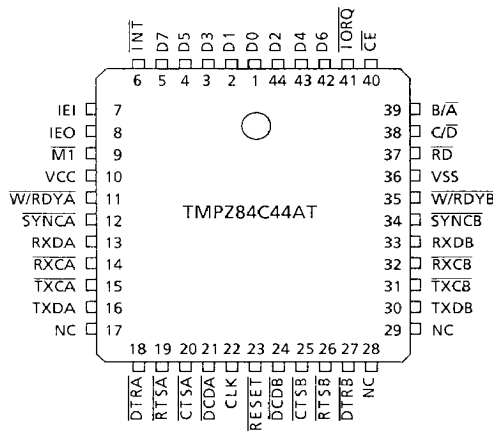 INT D7 D5 D3 D1 D0 D2 D4 D6 IORQ CE
6 5 4 3 2 1 44 43 42 41 40
IEI 7 39 B/A
IEO 8 38 C/D
M1 9 37 RD
VCC 10 36 VSS
W/RDYA 11 35 W/RDYB
SYNCA 12 TMPZ84C44AT 34 SYNCB
RXDA 13 33 RXDB
RXCA 14 32 RXCB
TXCA 15 31 TXCB
TXDA 16 30 TXDB
NC 17 29 NC
18 19 20 21 22 23 24 25 26 27 28
DTRA RTSA CTSA DCDA CLK RESET DCDB CTSB RTSB DTRB NC